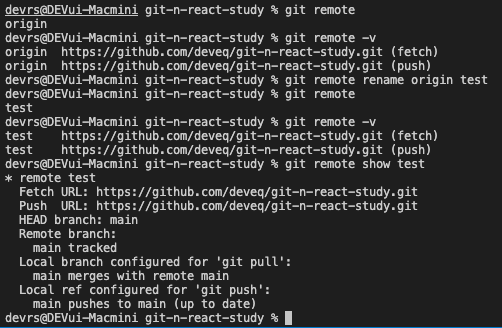 devrs@DEVui-Macmini git-n-react-study % git remote
origin
devrs@DEVui-Macmini git-n-react-study % git remote -v
origin  https://github.com/deveq/git-n-react-study.git (fetch)
origin  https://github.com/deveq/git-n-react-study.git (push)
devrs@DEVui-Macmini git-n-react-study % git remote rename origin test
devrs@DEVui-Macmini git-n-react-study % git remote
test
devrs@DEVui-Macmini git-n-react-study % git remote -v
test    https://github.com/deveq/git-n-react-study.git (fetch)
test    https://github.com/deveq/git-n-react-study.git (push)
devrs@DEVui-Macmini git-n-react-study % git remote show test
* remote test
  Fetch URL: https://github.com/deveq/git-n-react-study.git
  Push  URL: https://github.com/deveq/git-n-react-study.git
  HEAD branch: main
  Remote branch:
    main tracked
  Local branch configured for 'git pull':
    main merges with remote main
  Local ref configured for 'git push':
    main pushes to main (up to date)
devrs@DEVui-Macmini git-n-react-study %